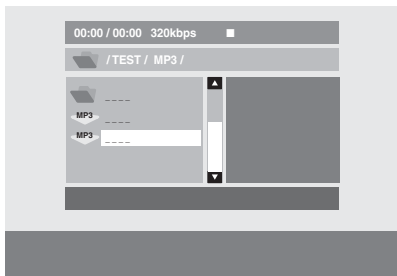 00:00 / 00:00 320kbps
/ TEST / MP3 /
_ _ _ _
MP3 _ _ _ _
MP3 _ _ _ _